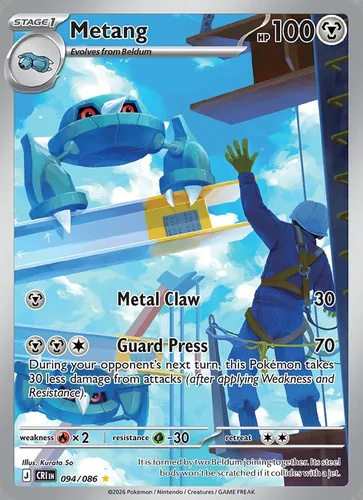 STAGE1 Metang HP100
Evolves from Beldum
Metal Claw 30
Guard Press 70
During your opponent's next turn, this Pokémon takes
30 less damage from attacks (after applying Weakness and
Resistance).
weakness ×2 resistance -30 retreat
Illus. Kurata So
J CRI EN 094/086
It is formed by two Beldum joining together. Its steel
body won't be scratched if it collides with a jet.
©2026 Pokémon / Nintendo / Creatures / GAME FREAK